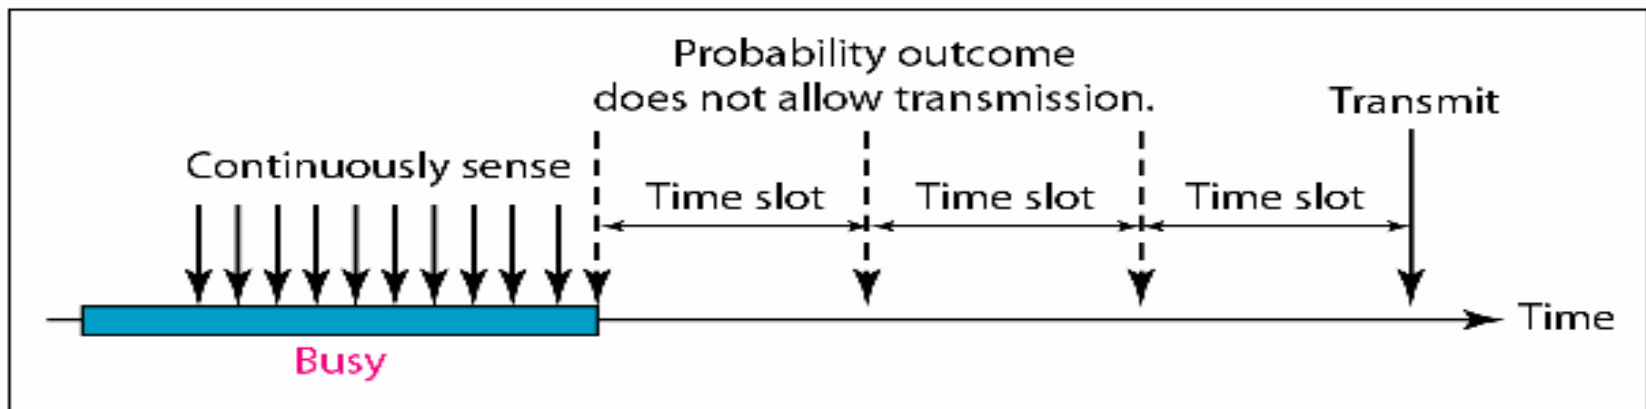 Probability outcome
does not allow transmission.
Transmit
Continuously sense
Time slot
Time slot
Time slot
Time
Busy